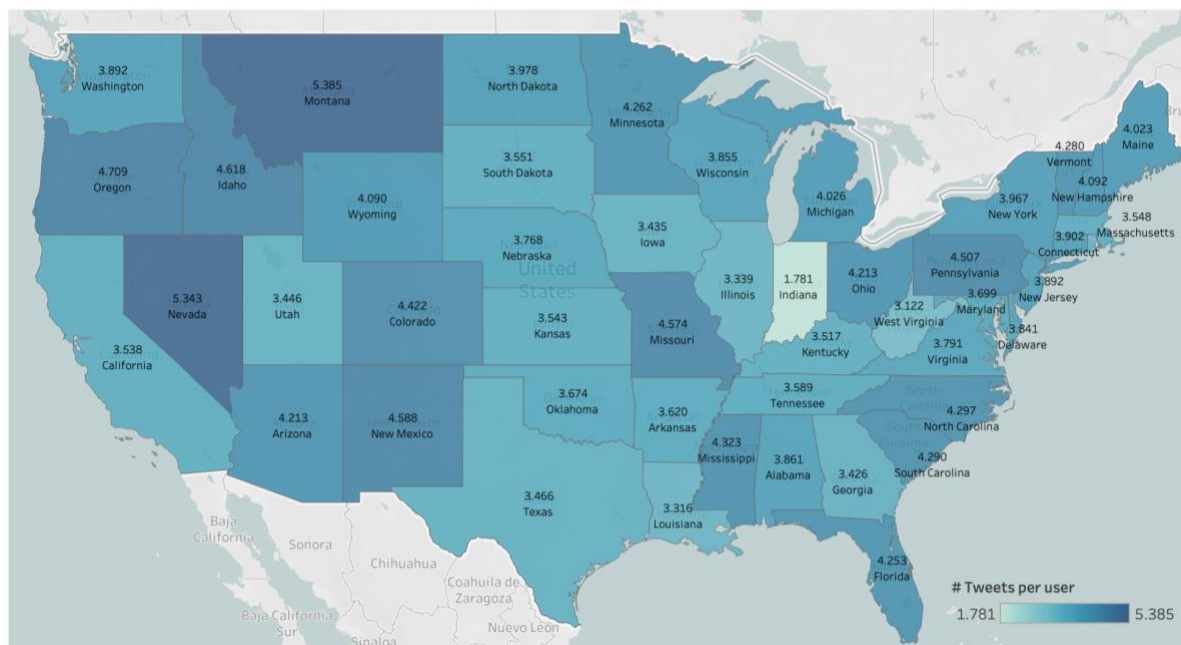 3.892
Washington
5.385
Montana
3.978
North Dakota
4.262
Minnesota
4.709
Oregon
4.618
Idaho
4.090
Wyoming
3.551
South Dakota
3.855
Wisconsin
4.026
Michigan
4.280
Vermont
4.023
Maine
4.092
New Hampshire
3.967
New York
3.548
Massachusetts
3.902
Connecticut
3.768
Nebraska
3.435
Iowa
United
States
3.339
Illinois
1.781
Indiana
4.213
Ohio
4.507
Pennsylvania
3.892
New Jersey
3.699
Maryland
3.841
Delaware
5.343
Nevada
3.446
Utah
4.422
Colorado
3.543
Kansas
4.574
Missouri
3.122
West Virginia
3.517
Kentucky
3.791
Virginia
3.538
California
4.213
Arizona
4.588
New Mexico
3.674
Oklahoma
3.620
Arkansas
3.589
Tennessee
4.297
North Carolina
4.290
South Carolina
4.323
Mississippi
3.861
Alabama
3.426
Georgia
3.466
Texas
3.316
Louisiana
4.253
Florida
Baja
California
Sonora
Chihuahua
Coahuila de
Zaragoza
Baja California
Sur
Sinaloa
Nuevo León
# Tweets per user
1.781
5.385